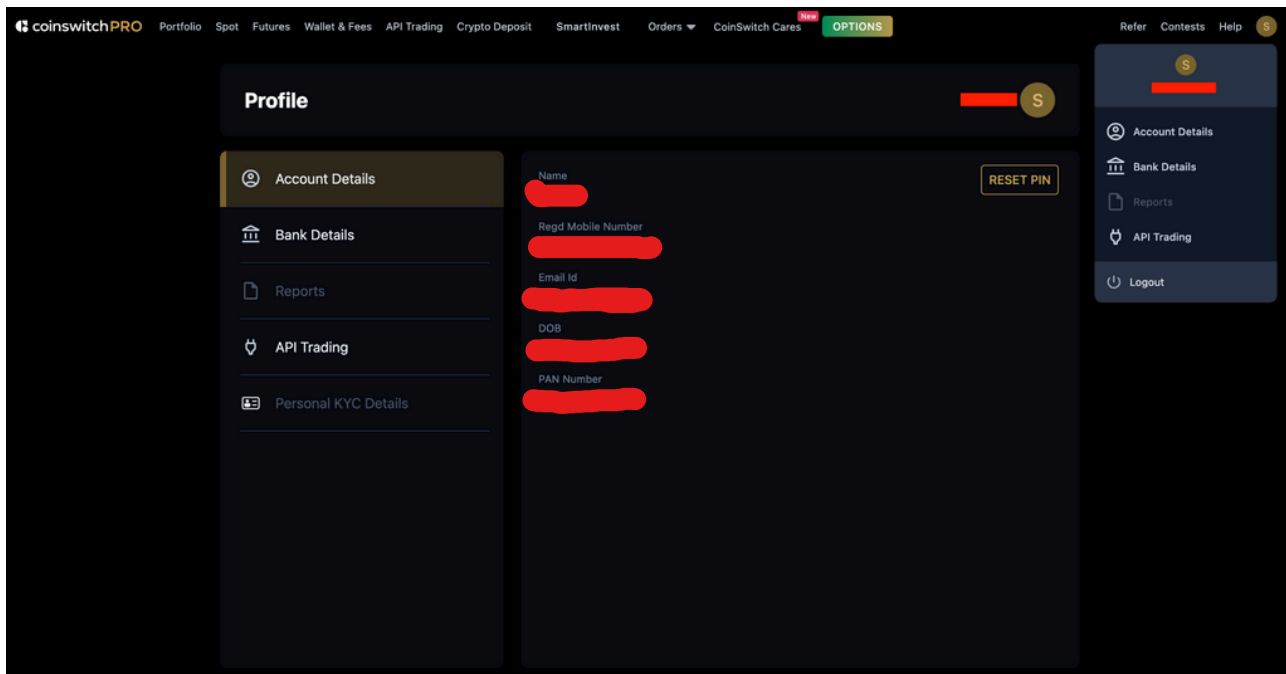 coinswitch PRO Portfolio Spot Futures Wallet & Fees API Trading Crypto Deposit SmartInvest Orders CoinSwitch Cares New OPTIONS Refer Contests Help S
S
Profile S
Account Details
Bank Details
Reports
API Trading
Logout
Account Details
Bank Details
Reports
API Trading
Personal KYC Details
Name
RESET PIN
Regd Mobile Number
Email Id
DOB
PAN Number